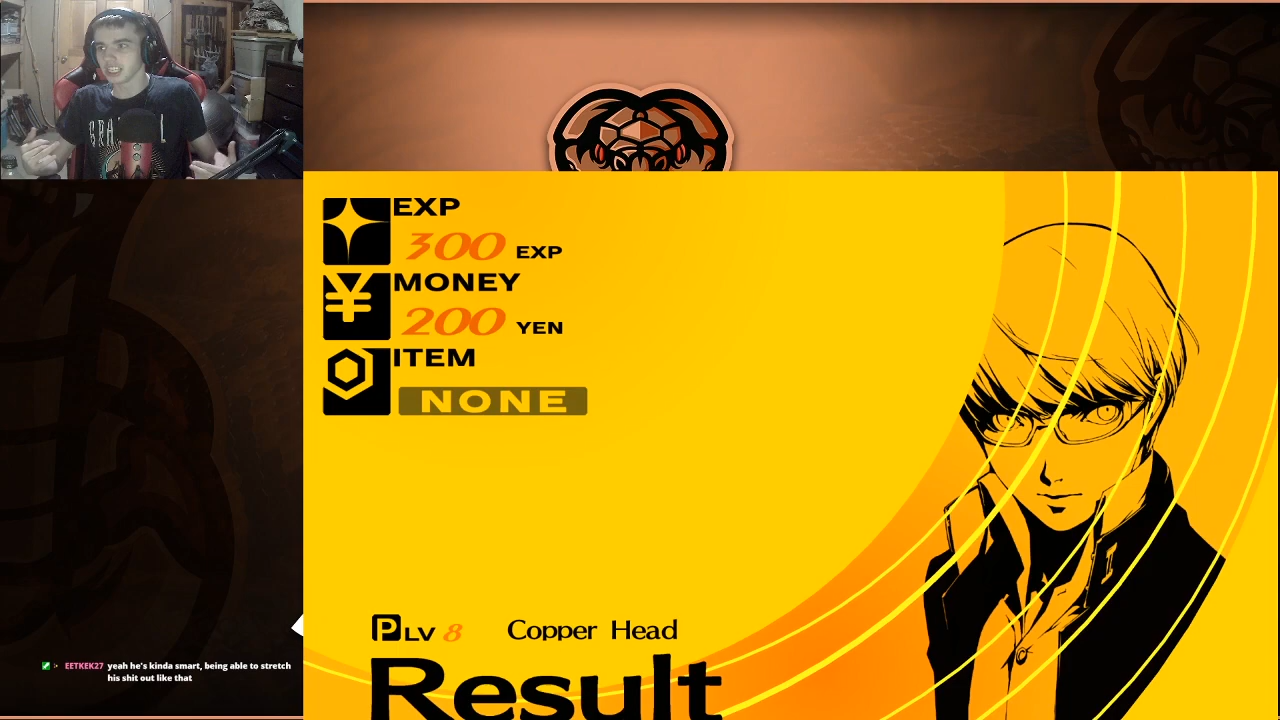 EXP
300 EXP
MONEY
200 YEN
ITEM
NONE
P LV 8 Copper Head
Result
EETKEK27 yeah he's kinda smart, being able to stretch
his shit out like that